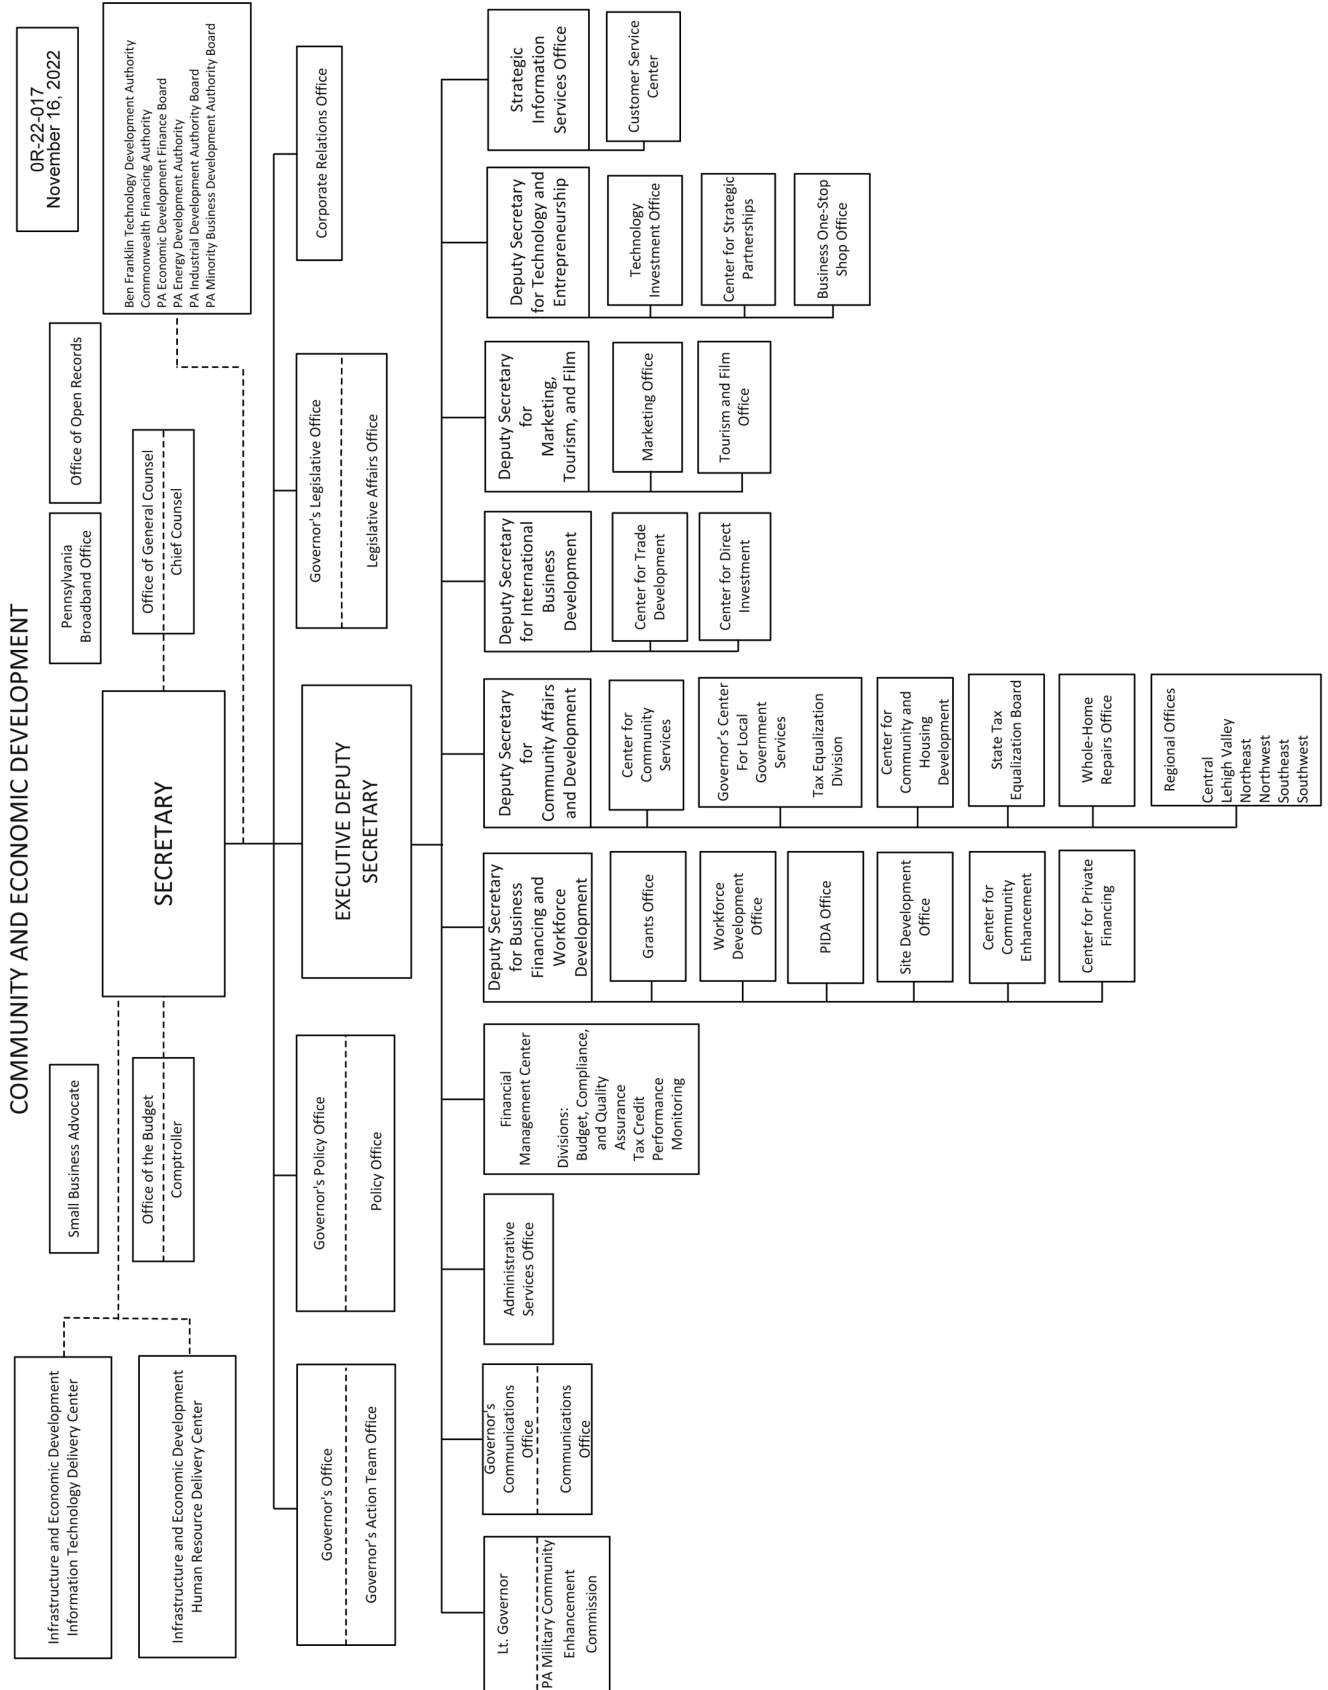 COMMUNITY AND ECONOMIC DEVELOPMENT
0R-22-017
November 16, 2022
Infrastructure and Economic Development
Information Technology Delivery Center
Infrastructure and Economic Development
Human Resource Delivery Center
Small Business Advocate
Office of the Budget
Comptroller
SECRETARY
Pennsylvania
Broadband Office
Office of Open Records
Office of General Counsel
Chief Counsel
Ben Franklin Technology Development Authority
Commonwealth Financing Authority
PA Economic Development Finance Board
PA Energy Development Authority
PA Industrial Development Authority Board
PA Minority Business Development Authority Board
Governor's Office
Governor's Action Team Office
Governor's Policy Office
Policy Office
EXECUTIVE DEPUTY
SECRETARY
Governor's Legislative Office
Legislative Affairs Office
Corporate Relations Office
Lt. Governor
PA Military Community
Enhancement
Commission
Governor's
Communications
Office
Communications
Office
Administrative
Services Office
Financial
Management Center
Divisions:
Budget, Compliance,
and Quality
Assurance
Tax Credit
Performance
Monitoring
Deputy Secretary
for Business
Financing and
Workforce
Development
Grants Office
Workforce
Development
Office
PIDA Office
Site Development
Office
Center for
Community
Enhancement
Center for Private
Financing
Deputy Secretary
for
Community Affairs
and Development
Center for
Community
Services
Governor's Center
For Local
Government
Services
Tax Equalization
Division
Center for
Community and
Housing
Development
State Tax
Equalization Board
Whole-Home
Repairs Office
Regional Offices
Central
Lehigh Valley
Northeast
Northwest
Southeast
Southwest
Deputy Secretary
for International
Business
Development
Center for Trade
Development
Center for Direct
Investment
Deputy Secretary
for
Marketing,
Tourism, and Film
Marketing Office
Tourism and Film
Office
Deputy Secretary
for Technology and
Entrepreneurship
Technology
Investment Office
Center for Strategic
Partnerships
Business One-Stop
Shop Office
Strategic
Information
Services Office
Customer Service
Center